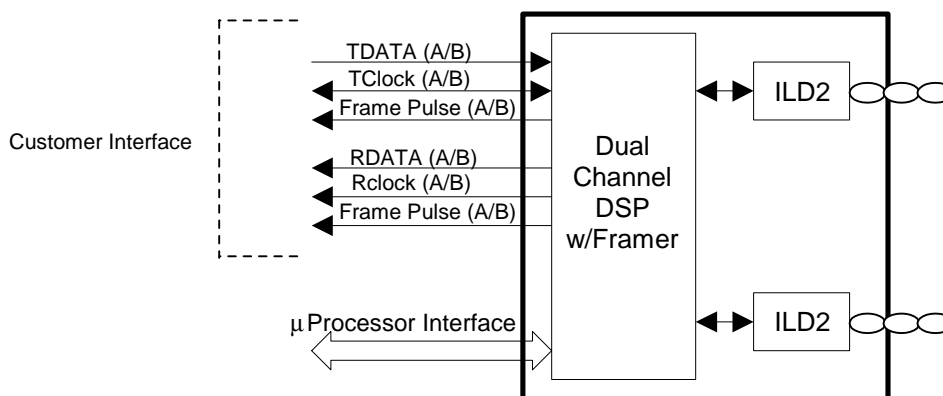 TDATA (A/B)
TClock (A/B)
Frame Pulse (A/B)
Customer Interface
RDATA (A/B)
Rclock (A/B)
Frame Pulse (A/B)
μProcessor Interface
Dual
Channel
DSP
w/Framer
ILD2
ILD2